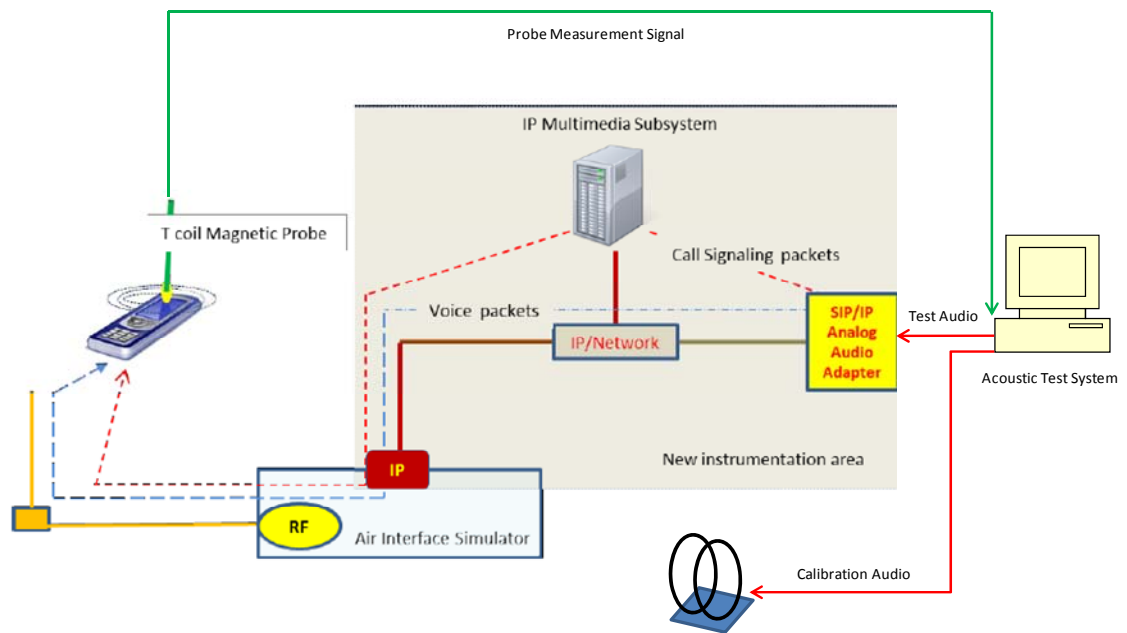 Probe Measurement Signal
IP Multimedia Subsystem
T coil Magnetic Probe
Call Signaling packets
Voice packets
SIP/IP
Analog
Audio
Adapter
Test Audio
IP/Network
Acoustic Test System
IP
New instrumentation area
RF
Air Interface Simulator
Calibration Audio